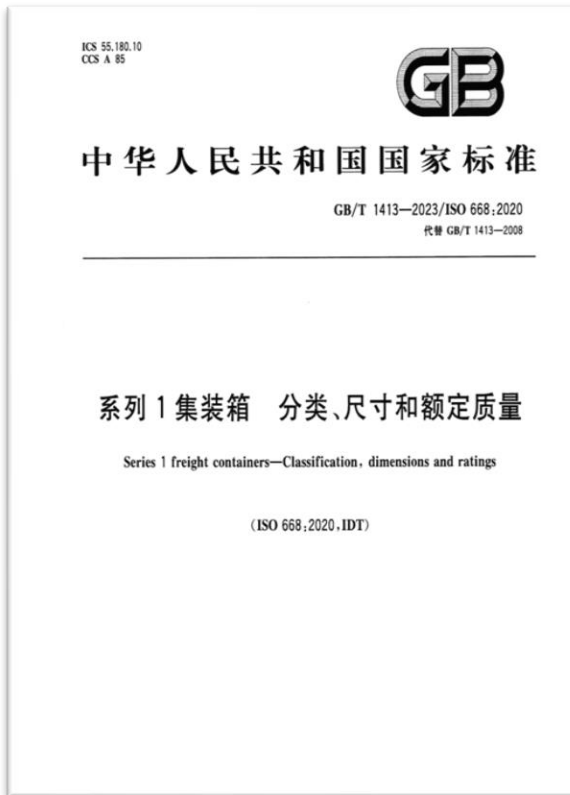 ICS 55.180.10
CCS A 85
GB
中华人民共和国国家标准
GB/T 1413—2023/ISO 668:2020
代替 GB/T 1413—2008
系列 1 集装箱 分类、尺寸和额定质量
Series 1 freight containers—Classification, dimensions and ratings
(ISO 668:2020,IDT)